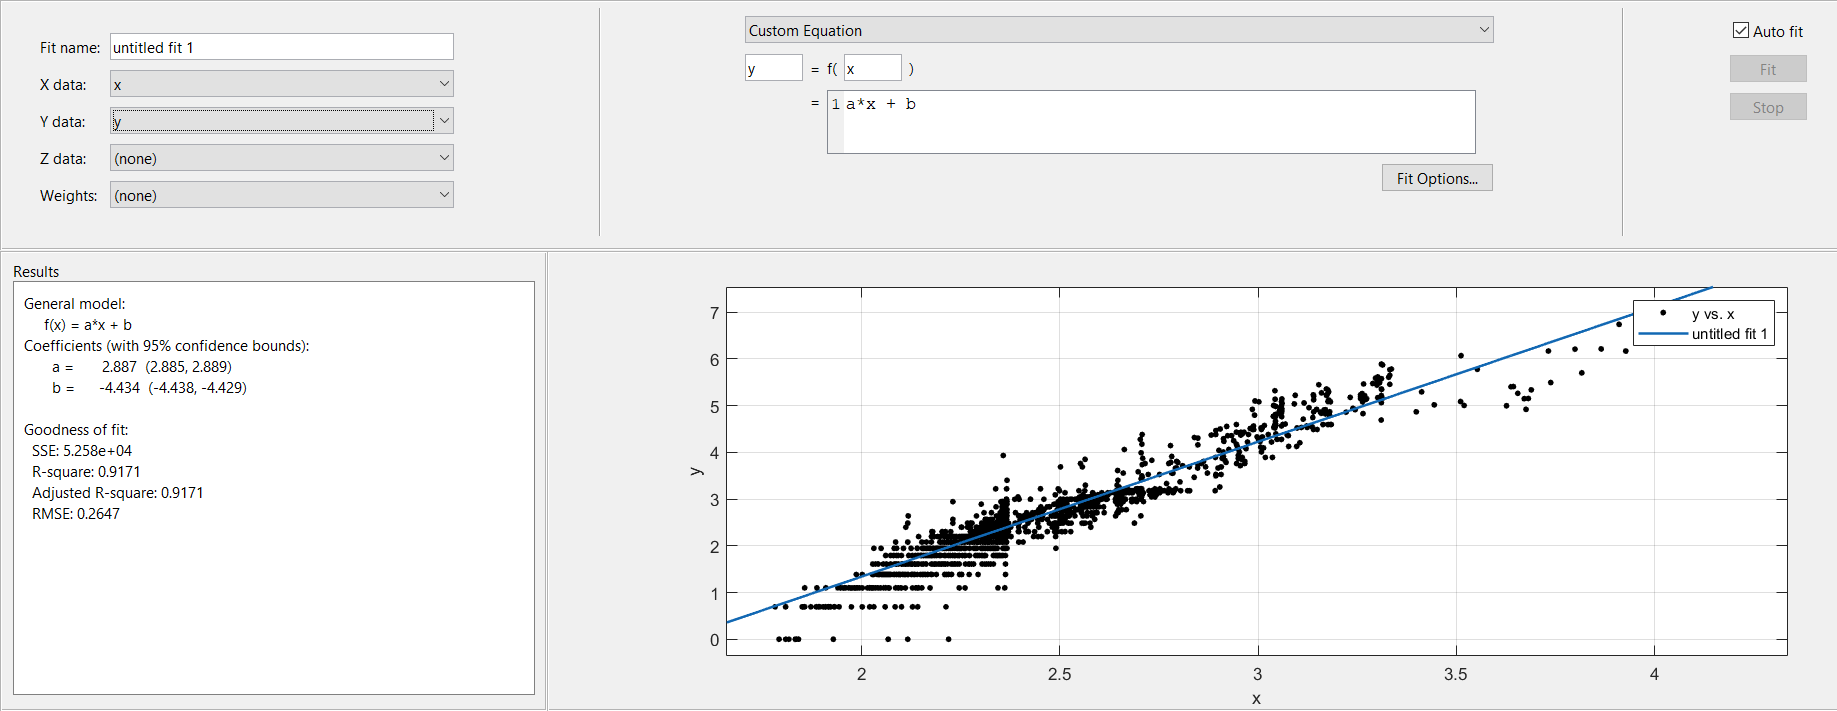 Fit name: untitled fit 1
X data: x
Y data: y
Z data: (none)
Weights: (none)
Custom Equation
y = f( x )
= 1 a*x + b
Fit Options...
Auto fit
Fit
Stop
Results
General model:
f(x) = a*x + b
Coefficients (with 95% confidence bounds):
a = 2.887 (2.885, 2.889)
b = -4.434 (-4.438, -4.429)
Goodness of fit:
SSE: 5.258e+04
R-square: 0.9171
Adjusted R-square: 0.9171
RMSE: 0.2647
y vs. x
untitled fit 1
7
6
5
4
3
2
1
0
y
2 2.5 3 3.5 4
x